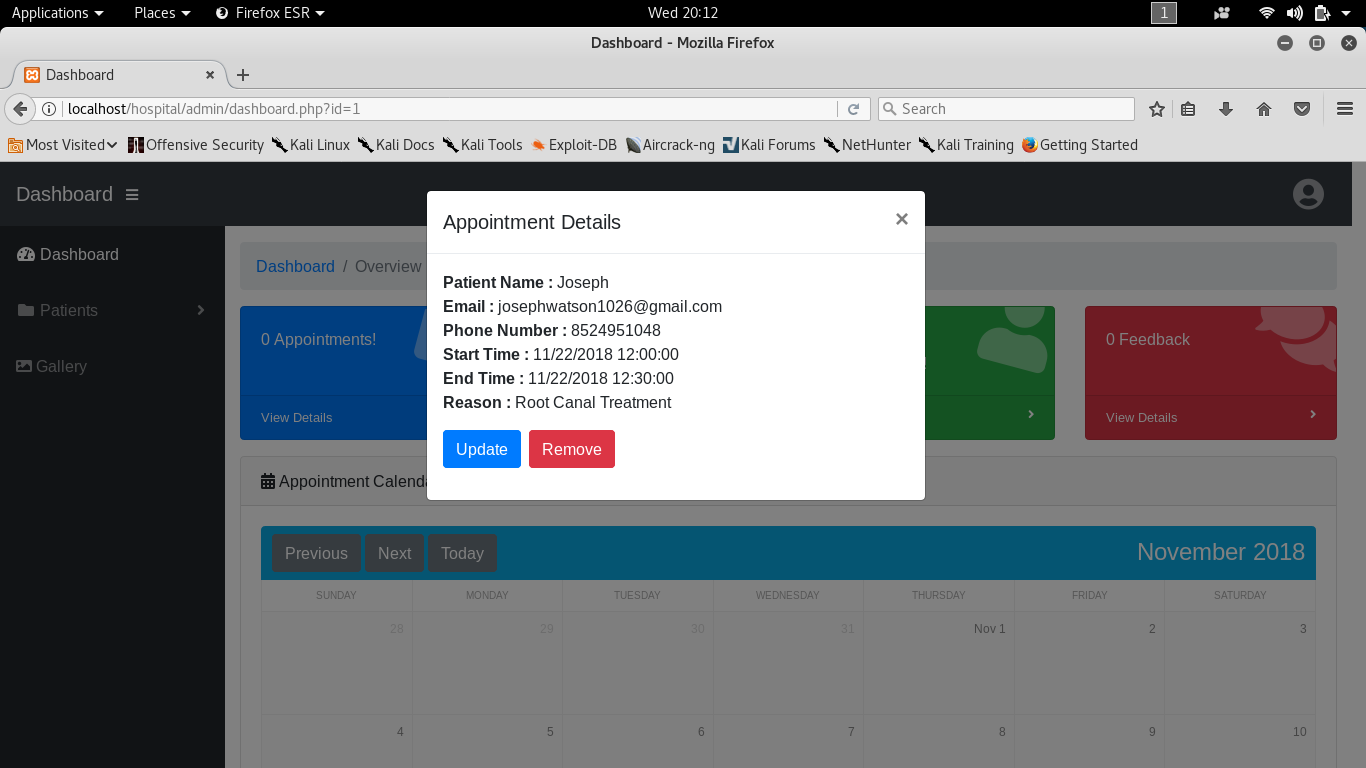 Applications Places Firefox ESR Wed 20:12 1
Dashboard - Mozilla Firefox
Dashboard
localhost/hospital/admin/dashboard.php?id=1 Search
Most Visited Offensive Security Kali Linux Kali Docs Kali Tools Exploit-DB Aircrack-ng Kali Forums NetHunter Kali Training Getting Started
Dashboard
Dashboard
Patients
Gallery
Dashboard / Overview
0 Appointments!
View Details
0 Feedback
View Details
Appointment Details ×
Patient Name : Joseph
Email : josephwatson1026@gmail.com
Phone Number : 8524951048
Start Time : 11/22/2018 12:00:00
End Time : 11/22/2018 12:30:00
Reason : Root Canal Treatment
Update Remove
Appointment Calenda
Previous Next Today November 2018
SUNDAY MONDAY TUESDAY WEDNESDAY THURSDAY FRIDAY SATURDAY
28 29 30 31 Nov 1 2 3
4 5 6 7 8 9 10